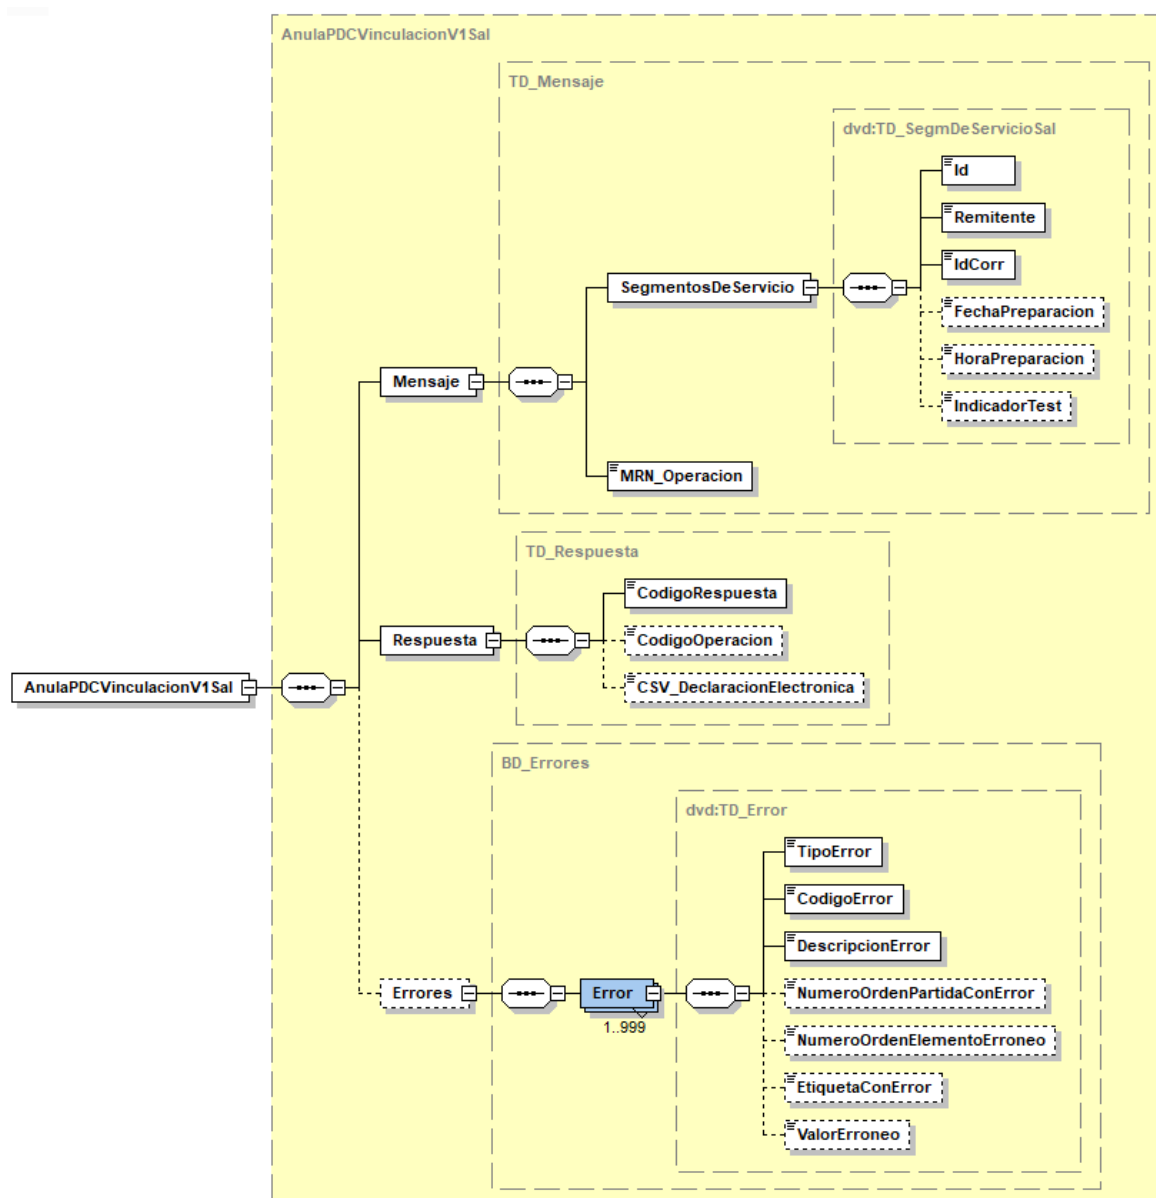 AnulaPDCVinculacionV1Sal
TD_Mensaje
dvd:TD_SegmDeServicioSal
Id
Remitente
IdCorr
SegmentosDeServicio
FechaPreparacion
HoraPreparacion
IndicadorTest
Mensaje
MRN_Operacion
TD_Respuesta
CodigoRespuesta
Respuesta
CodigoOperacion
CSV_DeclaracionElectronica
AnulaPDCVinculacionV1Sal
BD_Errores
dvd:TD_Error
TipoError
CodigoError
DescripcionError
Errores
Error
1..999
NumeroOrdenPartidaConError
NumeroOrdenElementoErroneo
EtiquetaConError
ValorErroneo